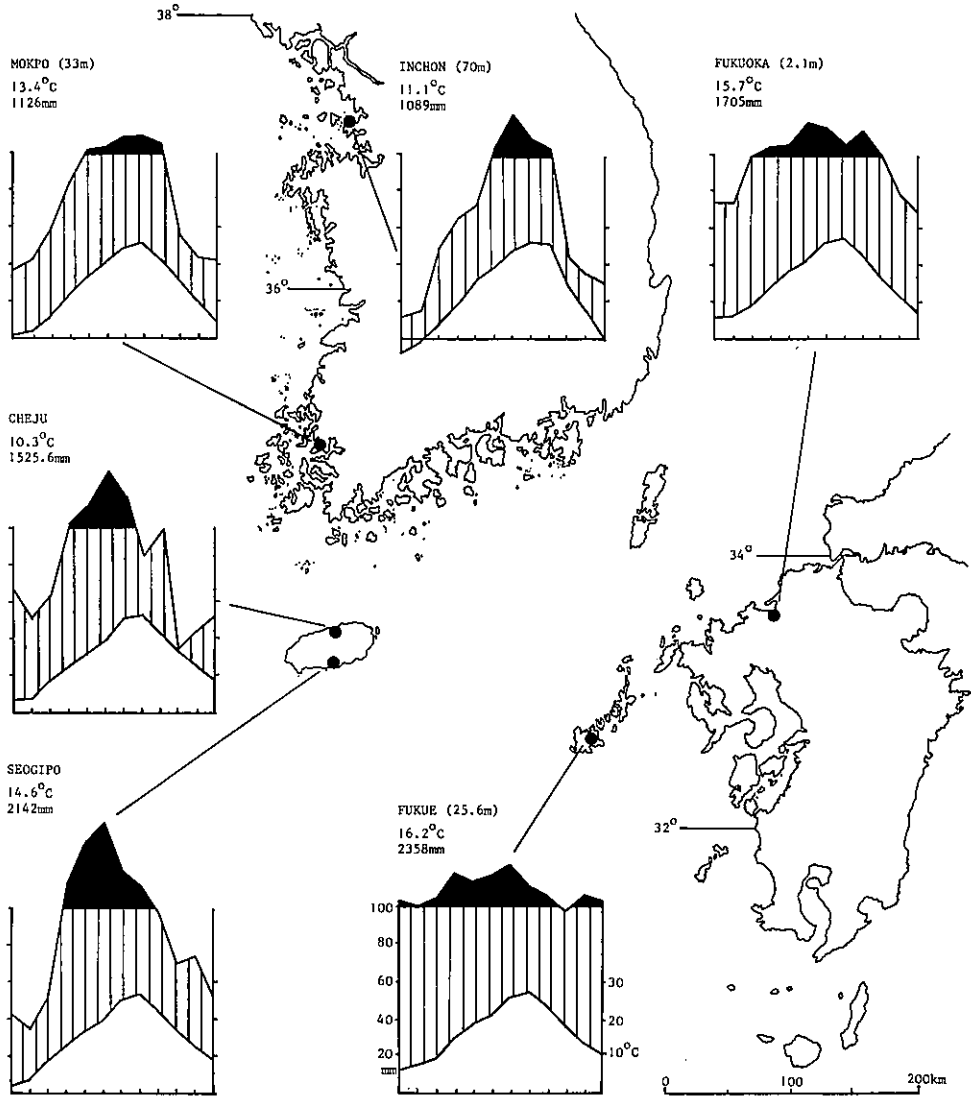 38°
MOKPO (33m)
13.4°C
1126mm
INCHON (70m)
11.1°C
1089mm
FUKUOKA (2.1m)
15.7°C
1705mm
36°
CHEJU
10.3°C
1525.6mm
34°
SEOGIPO
14.6°C
2142mm
FUKUE (25.6m)
16.2°C
2358mm
32°
100
80
60
40
20
mm
30
20
10°C
0 100 200km